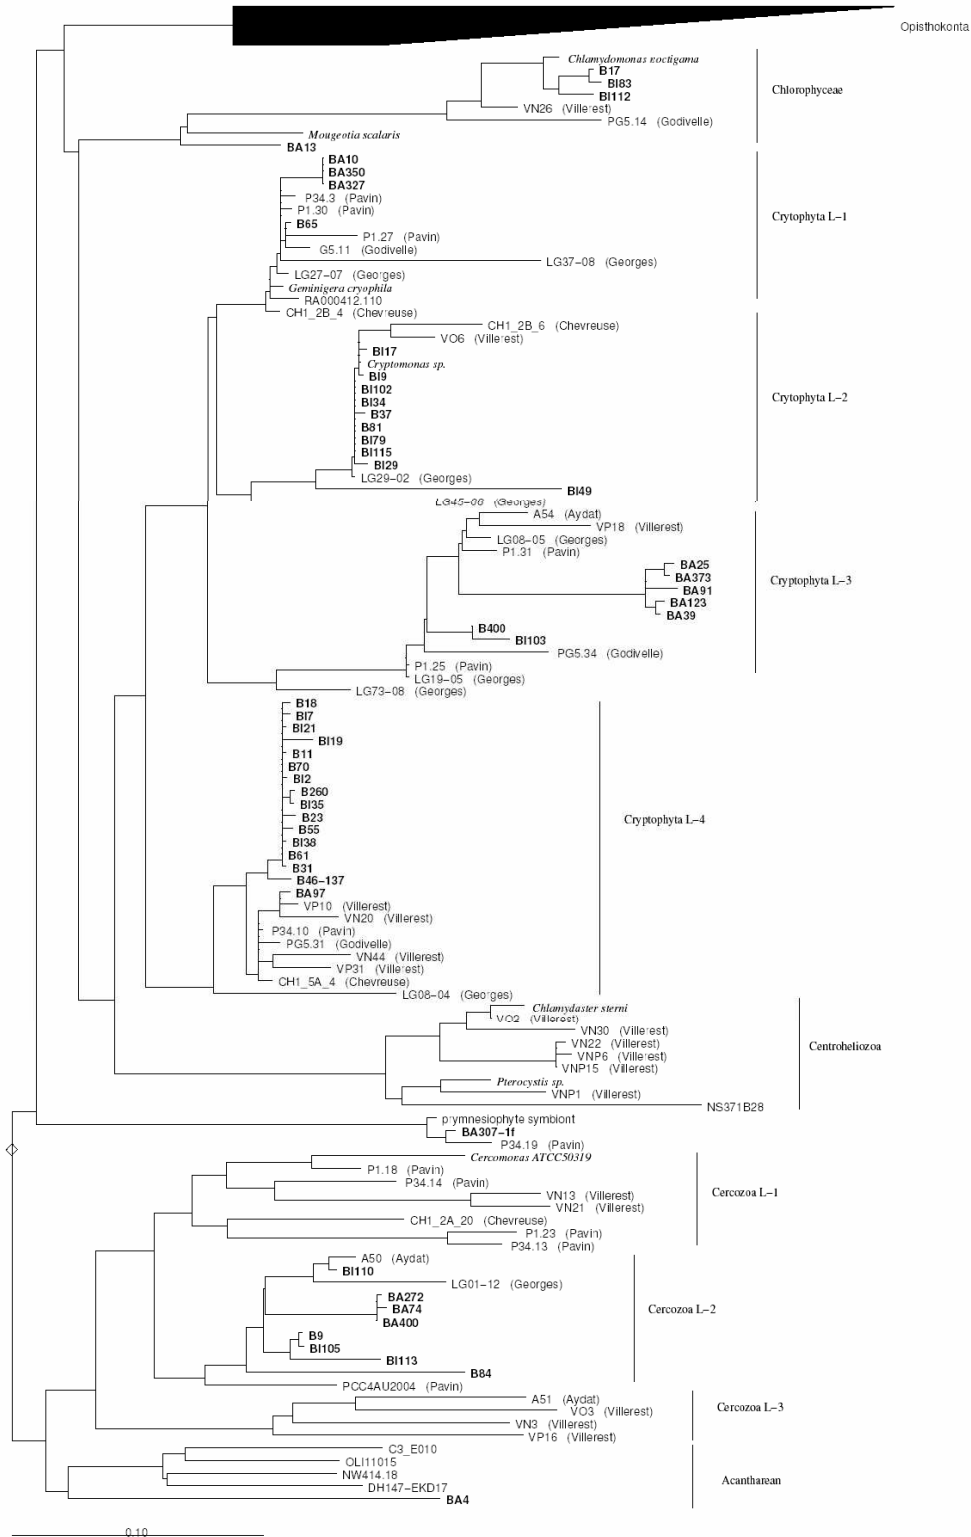 Opisthokonta
Chlamydomonas noctigama
B17
BI83
BI112
VN26 (Villerest)
PG5.14 (Godivelle)
Chlorophyceae
Mougeotia scalaris
BA13
BA10
BA350
BA327
P34.3 (Pavin)
P1.30 (Pavin)
B65
P1.27 (Pavin)
G5.11 (Godivelle)
LG37-08 (Georges)
LG27-07 (Georges)
Geminigera cryophila
RA000412.110
CH1_2B_4 (Chevreuse)
Crytophyta L-1
CH1_2B_6 (Chevreuse)
VO6 (Villerest)
BI17
Cryptomonas sp.
BI9
BI102
BI34
B37
B81
BI79
BI115
BI29
LG29-02 (Georges)
BI49
Crytophyta L-2
(Georges)
A54 (Aydat)
VP18 (Villerest)
LG08-05 (Georges)
P1.31 (Pavin)
BA25
BA373
BA91
BA123
BA39
B400
BI103
PG5.34 (Godivelle)
P1.25 (Pavin)
LG19-05 (Georges)
LG73-08 (Georges)
Cryptophyta L-3
B18
BI7
BI21
BI19
B11
B70
BI2
B260
BI35
B23
B55
BI38
B61
B31
B46-137
BA97
VP10 (Villerest)
VN20 (Villerest)
P34.10 (Pavin)
PG5.31 (Godivelle)
VN44 (Villerest)
VP31 (Villerest)
CH1_5A_4 (Chevreuse)
LG08-04 (Georges)
Cryptophyta L-4
Chlamydaster sterni
VO2 (Villerest)
VN30 (Villerest)
VN22 (Villerest)
VNP6 (Villerest)
VNP15 (Villerest)
Pterocystis sp.
VNP1 (Villerest)
NS371B28
Centroheliozoa
prymnesiophyte symbiont
BA307-1f
P34.19 (Pavin)
Cercomonas ATCC50319
P1.18 (Pavin)
P34.14 (Pavin)
VN13 (Villerest)
VN21 (Villerest)
CH1_2A_20 (Chevreuse)
P1.23 (Pavin)
P34.13 (Pavin)
Cercozoa L-1
A50 (Aydat)
BI110
LG01-12 (Georges)
BA272
BA74
BA400
B9
BI105
BI113
B84
PCC4AU2004 (Pavin)
Cercozoa L-2
A51 (Aydat)
VO3 (Villerest)
VN3 (Villerest)
VP16 (Villerest)
Cercozoa L-3
C3_E010
OLI11015
NW414.18
DH147-EKD17
BA4
Acantharean
0.10